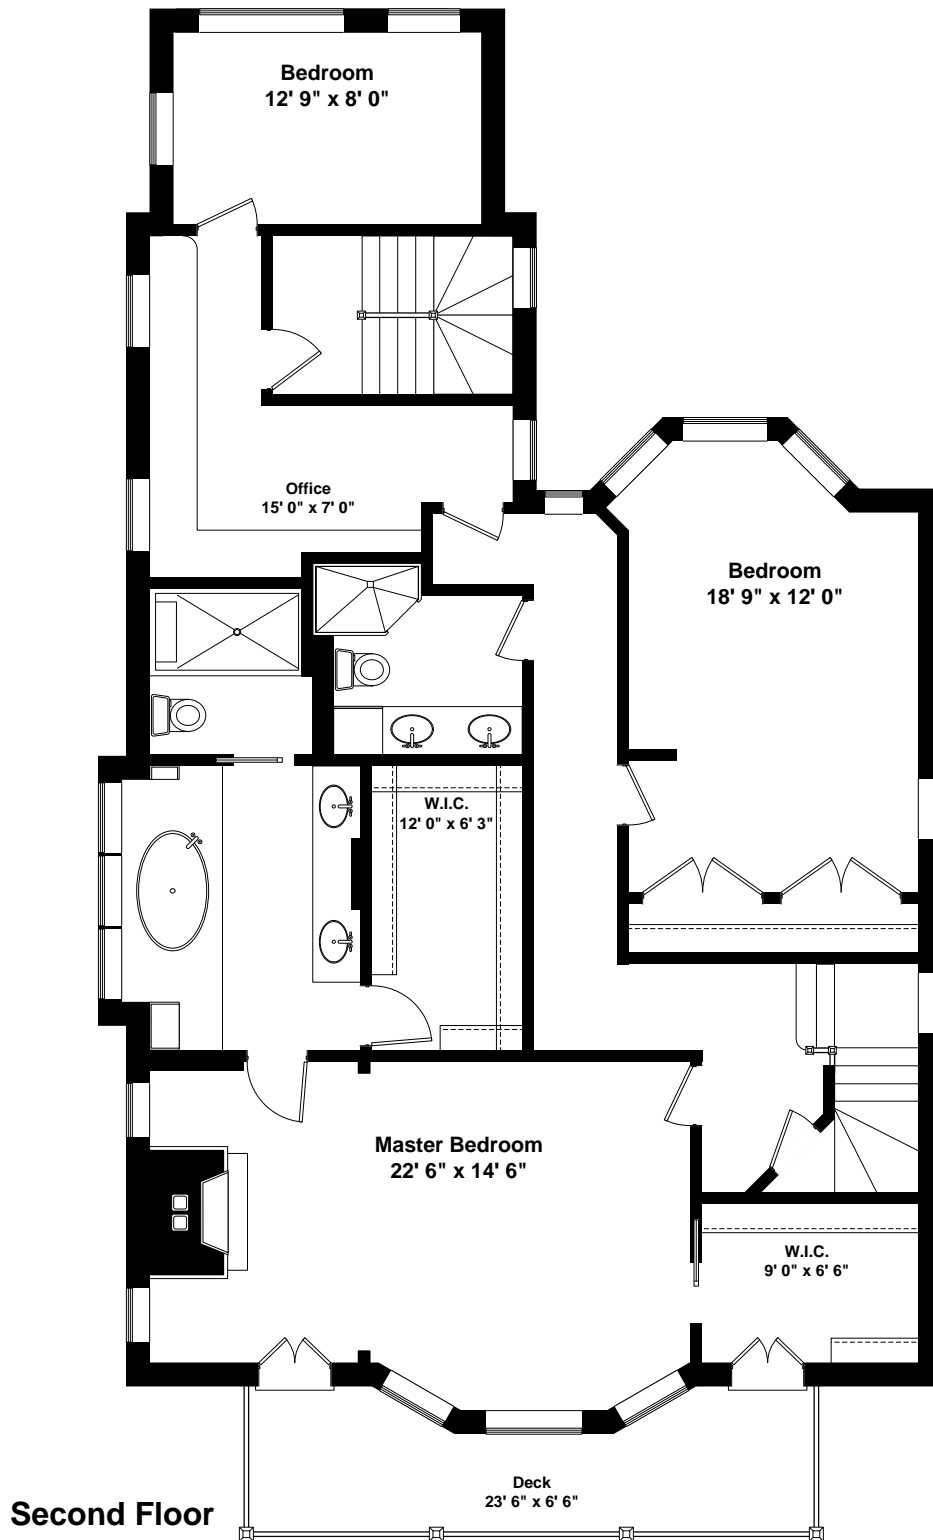 Bedroom
12' 9" x 8' 0"
Office
15' 0" x 7' 0"
Bedroom
18' 9" x 12' 0"
W.I.C.
12' 0" x 6' 3"
Master Bedroom
22' 6" x 14' 6"
W.I.C.
9' 0" x 6' 6"
Deck
23' 6" x 6' 6"
Second Floor